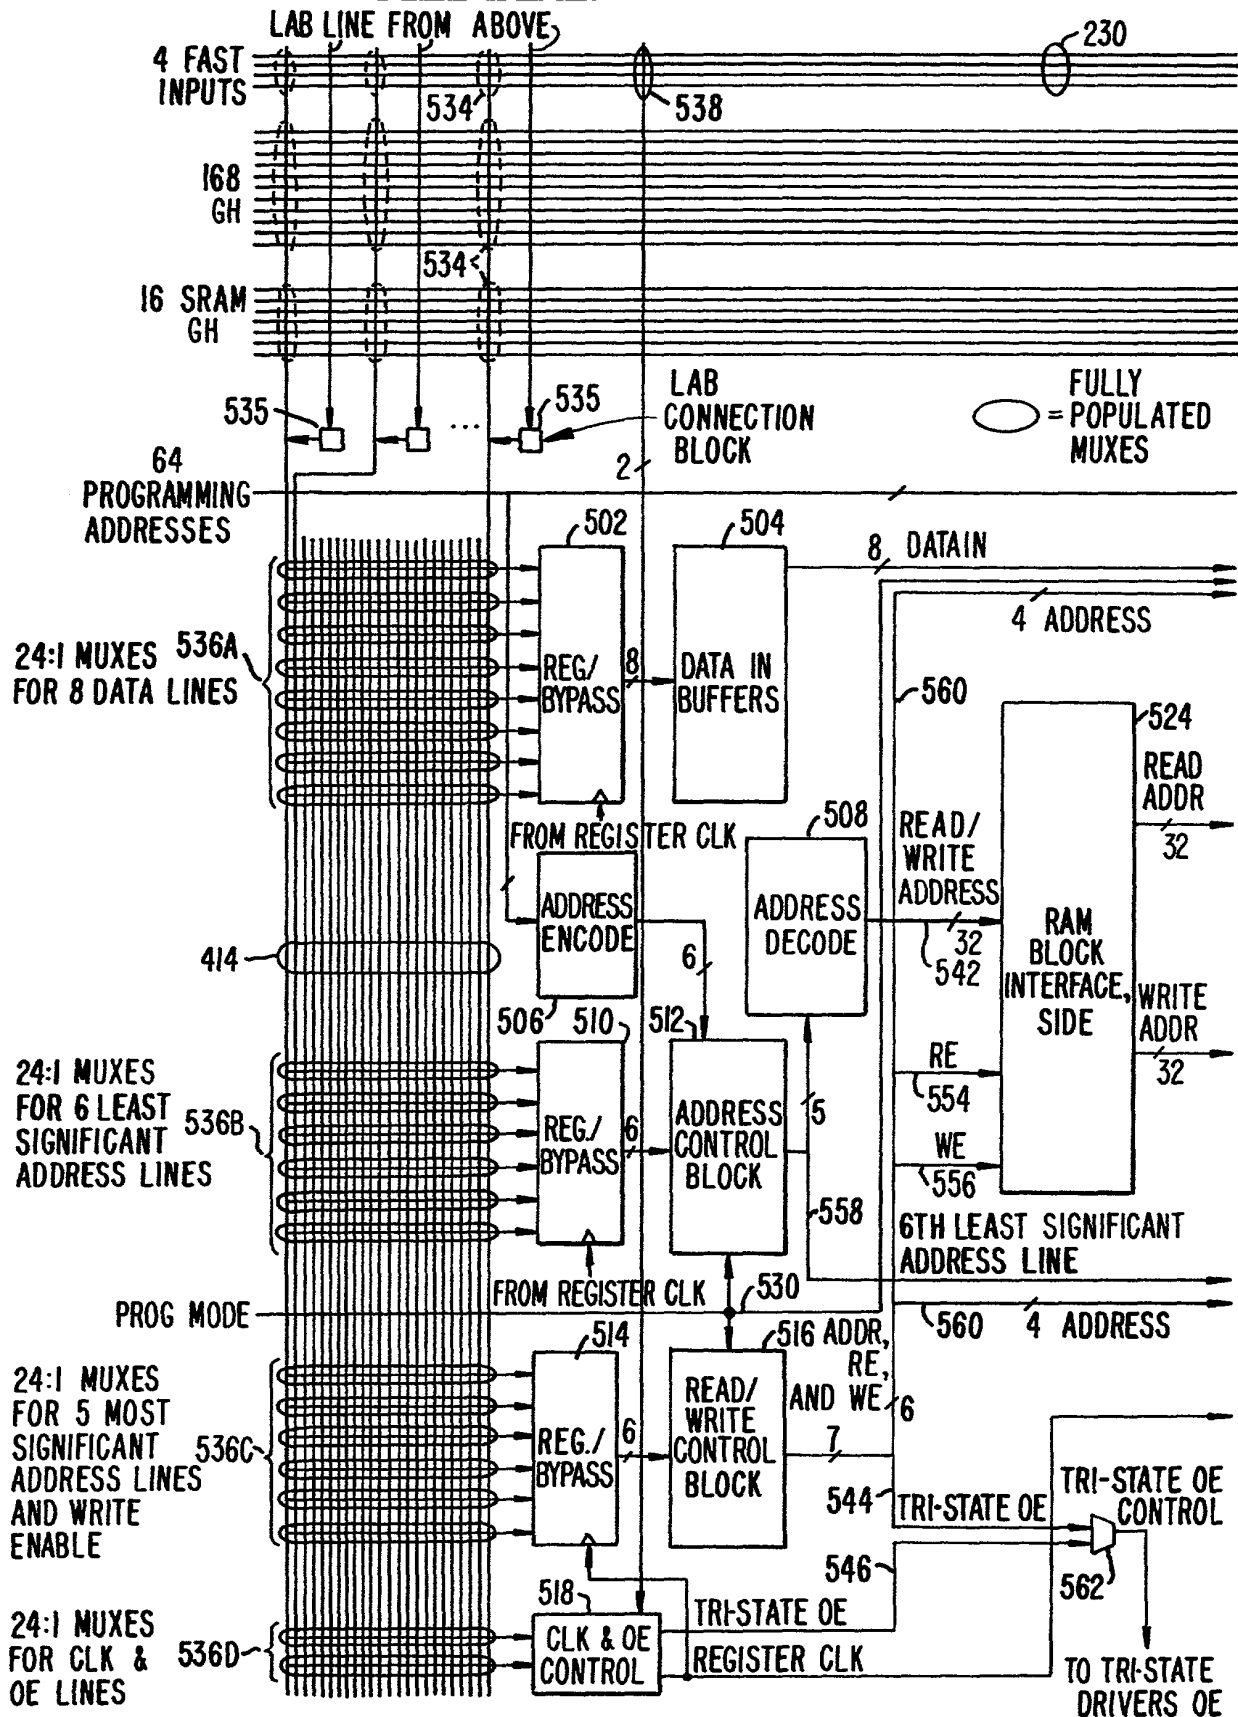 LAB LINE FROM ABOVE
4 FAST
INPUTS
230
534
538
168
GH
534
16 SRAM
GH
535
535
LAB
CONNECTION
BLOCK
FULLY
= POPULATED
MUXES
...
2
64
PROGRAMMING
ADDRESSES
502
504
8 DATAIN
4 ADDRESS
24:1 MUXES 536A
FOR 8 DATA LINES
REG/
BYPASS
8
DATA IN
BUFFERS
560
524
READ
ADDR
32
FROM REGISTER CLK
508
READ/
WRITE
ADDRESS
32
542
ADDRESS
ENCODE
ADDRESS
DECODE
RAM
BLOCK
INTERFACE,
SIDE
414
6
506
510
512
WRITE
ADDR
32
24:1 MUXES
FOR 6 LEAST
SIGNIFICANT
ADDRESS LINES
536B
REG./
BYPASS
6
ADDRESS
CONTROL
BLOCK
5
RE
554
WE
556
558
6TH LEAST SIGNIFICANT
ADDRESS LINE
FROM REGISTER CLK
530
PROG MODE
560
4 ADDRESS
514
516
ADDR,
RE,
AND WE
6
24:1 MUXES
FOR 5 MOST
SIGNIFICANT
ADDRESS LINES
AND WRITE
ENABLE
536C
REG./
BYPASS
6
READ/
WRITE
CONTROL
BLOCK
7
544
TRI-STATE OE
TRI-STATE OE
CONTROL
546
562
518
TRI-STATE OE
24:1 MUXES
FOR CLK &
OE LINES
536D
CLK & OE
CONTROL
REGISTER CLK
TO TRI-STATE
DRIVERS OE